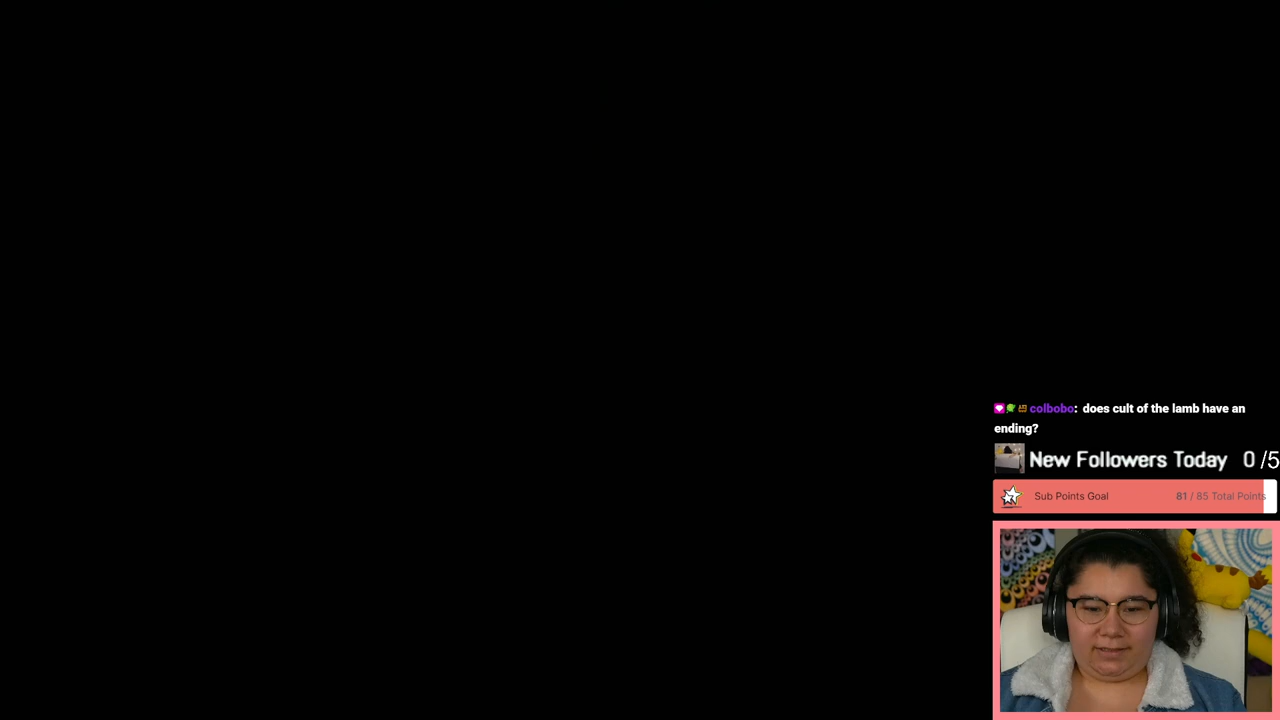 colbobo: does cult of the lamb have an
ending?
New Followers Today 0 /5
Sub Points Goal 81 / 85 Total Points